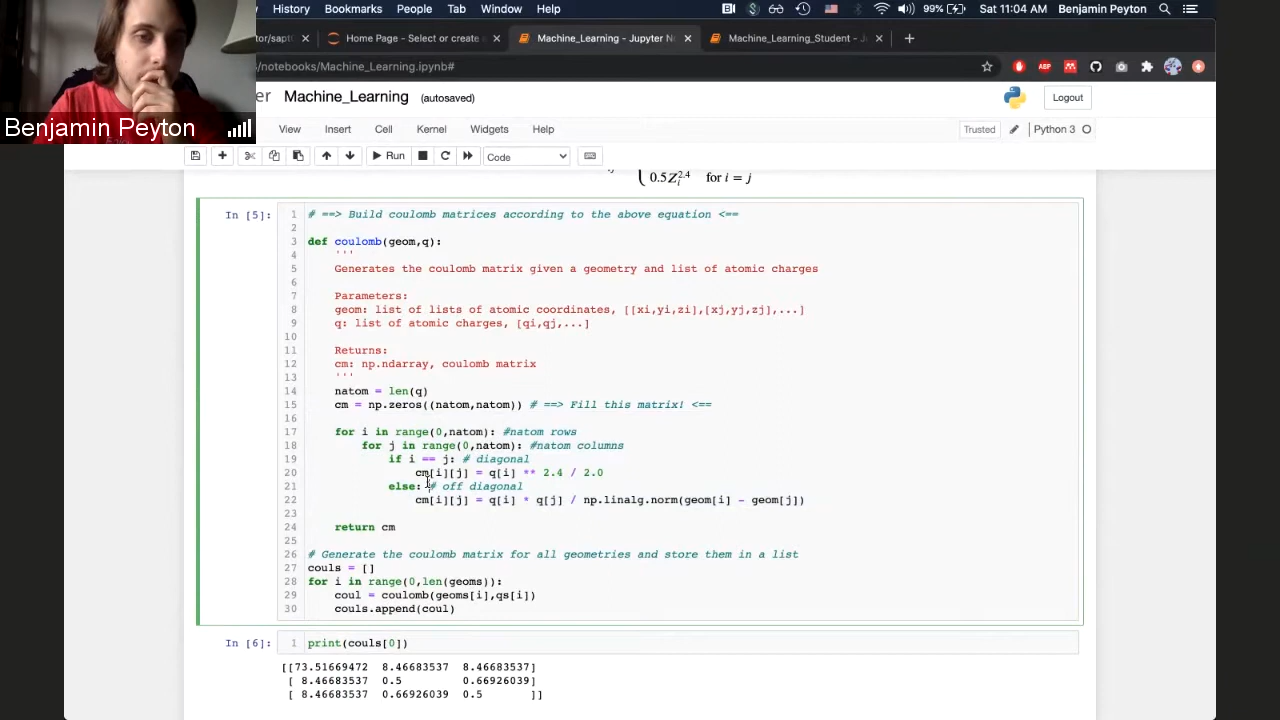 History Bookmarks People Tab Window Help 99% Sat 11:04 AM Benjamin Peyton
Home Page - Select or create a
Machine_Learning - Jupyter N
Machine_Learning_Student - J
/notebooks/Machine_Learning.ipynb#
ABP
Benjamin Peyton
er Machine_Learning (autosaved) Logout
View Insert Cell Kernel Widgets Help Trusted Python 3
Run Code
0.5Z_i^2.4 for i = j
In [5]:
1 # ==> Build coulomb matrices according to the above equation <==
2
3 def coulomb(geom,q):
4 '''
5 Generates the coulomb matrix given a geometry and list of atomic charges
6
7 Parameters:
8 geom: list of lists of atomic coordinates, [[xi,yi,zi],[xj,yj,zj],...]
9 q: list of atomic charges, [qi,qj,...]
10
11 Returns:
12 cm: np.ndarray, coulomb matrix
13 '''
14 natom = len(q)
15 cm = np.zeros((natom,natom)) # ==> Fill this matrix! <==
16
17 for i in range(0,natom): #natom rows
18 for j in range(0,natom): #natom columns
19 if i == j: # diagonal
20 cm[i][j] = q[i] ** 2.4 / 2.0
21 else: # off diagonal
22 cm[i][j] = q[i] * q[j] / np.linalg.norm(geom[i] - geom[j])
23
24 return cm
25
26 # Generate the coulomb matrix for all geometries and store them in a list
27 couls = []
28 for i in range(0,len(geoms)):
29 coul = coulomb(geoms[i],qs[i])
30 couls.append(coul)
In [6]: 1 print(couls[0])
[[73.51669472 8.46683537 8.46683537]
[ 8.46683537 0.5 0.66926039]
[ 8.46683537 0.66926039 0.5 ]]